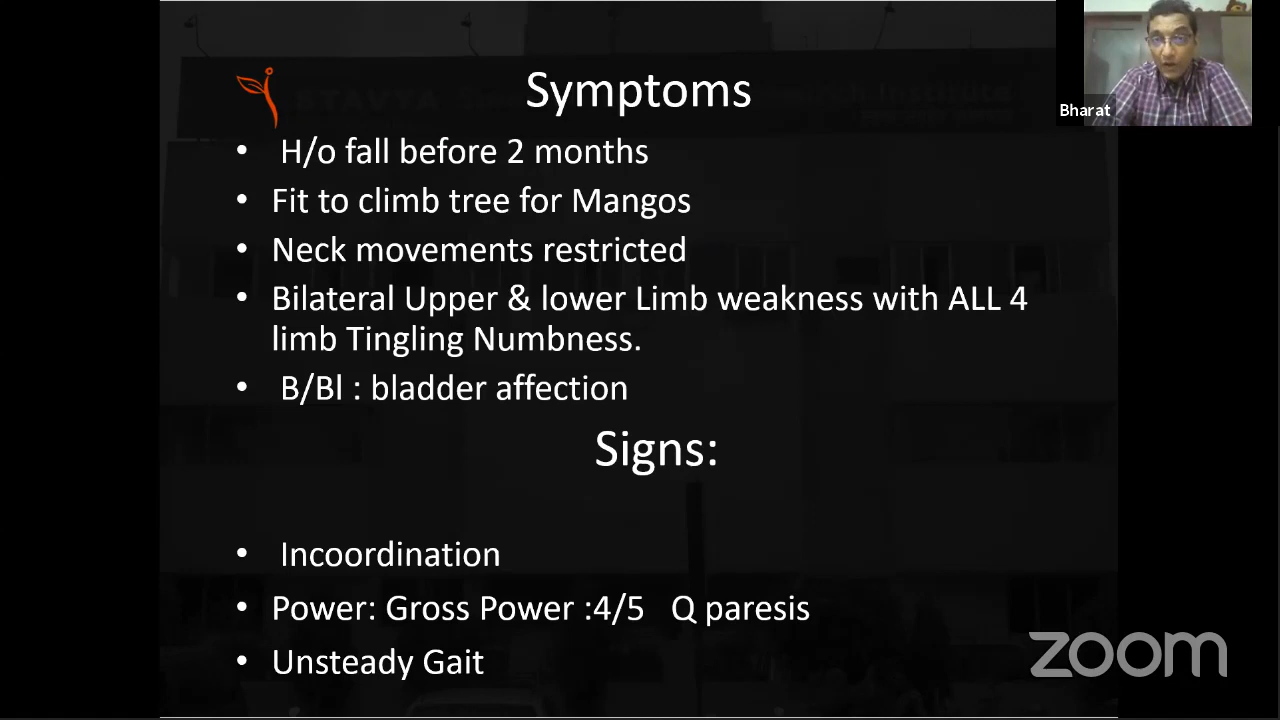 Symptoms
Bharat
• H/o fall before 2 months
• Fit to climb tree for Mangos
• Neck movements restricted
• Bilateral Upper & lower Limb weakness with ALL 4
limb Tingling Numbness.
• B/Bl : bladder affection
Signs:
• Incoordination
• Power: Gross Power :4/5 Q paresis
• Unsteady Gait
zoom